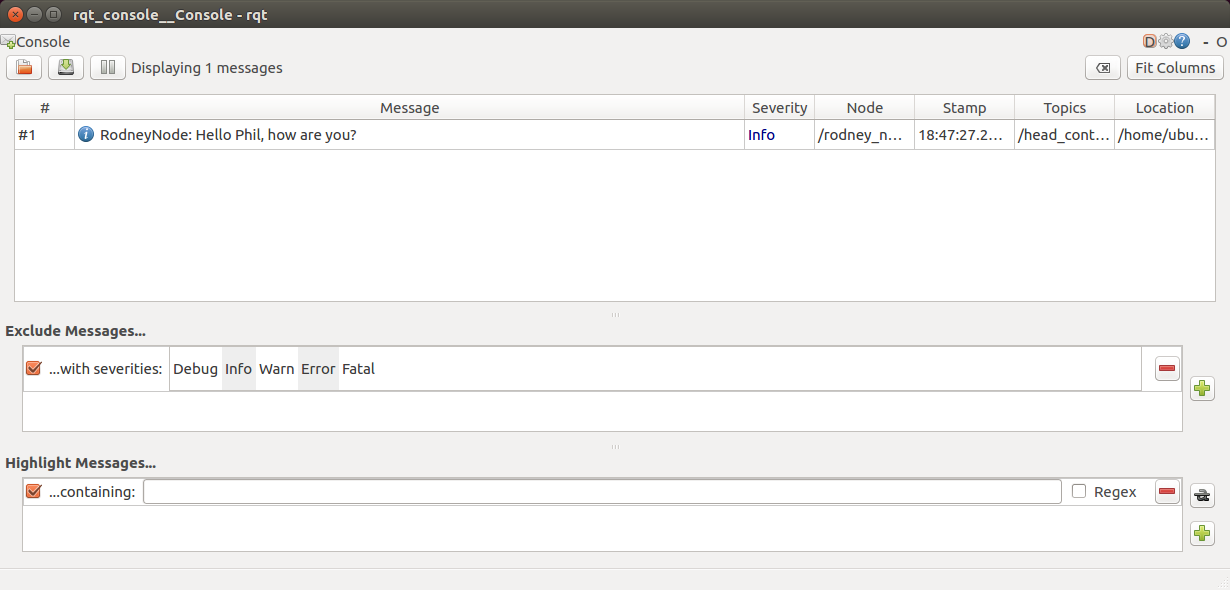 rqt_console__Console - rqt
Console D ? - O
Displaying 1 messages Fit Columns
# Message Severity Node Stamp Topics Location
#1 RodneyNode: Hello Phil, how are you? Info /rodney_n... 18:47:27.2... /head_cont... /home/ubu...
Exclude Messages...
...with severities: Debug Info Warn Error Fatal
Highlight Messages...
...containing: Regex